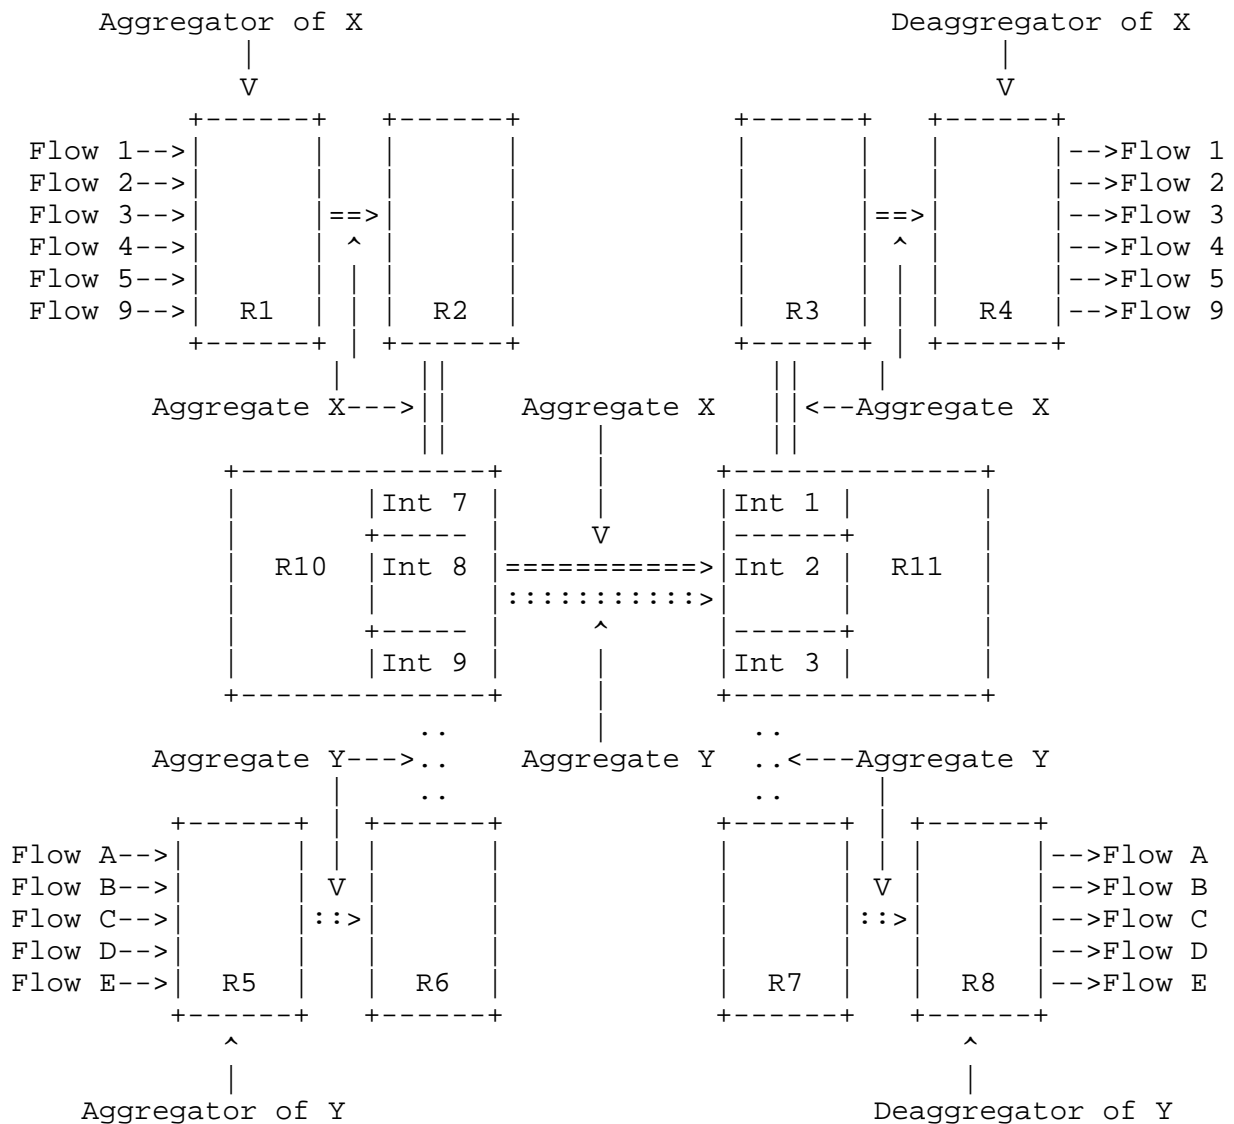 Aggregator of X                              Deaggregator of X
             |                                          |
             V                                          V
          +------+   +------+            +------+   +------+
Flow 1-->|      |   |      |            |      |   |      |-->Flow 1
Flow 2-->|      |   |      |            |      |   |      |-->Flow 2
Flow 3-->|      |==>|      |            |      |==>|      |-->Flow 3
Flow 4-->|      | ^ |      |            |      | ^ |      |-->Flow 4
Flow 5-->|      | | |      |            |      | | |      |-->Flow 5
Flow 9-->|  R1  | | |  R2  |            |  R3  | | |  R4  |-->Flow 9
          +------+ | +------+            +------+ | +------+
                  |    ||                  ||    |
       Aggregate X--->||    Aggregate X   ||<--Aggregate X
                      ||        |         ||
            +--------------+    |      +--------------+
            |       |Int 7 |    |      |Int 1 |       |
            |       +----- |    V      |------+       |
            |  R10  |Int 8 |===========>|Int 2 |  R11  |
            |       |      |:::::::::::>|      |       |
            |       +----- |    ^      |------+       |
            |       |Int 9 |    |      |Int 3 |       |
            +--------------+    |      +--------------+
                      ..        |         ..
       Aggregate Y--->..    Aggregate Y   ..<---Aggregate Y
                  |   ..                  ..     |
         +------+ | +------+            +------+ | +------+
Flow A-->|      | | |      |            |      | | |      |-->Flow A
Flow B-->|      | V |      |            |      | V |      |-->Flow B
Flow C-->|      |::>|      |            |      |::>|      |-->Flow C
Flow D-->|      |   |      |            |      |   |      |-->Flow D
Flow E-->|  R5  |   |  R6  |            |  R7  |   |  R8  |-->Flow E
         +------+   +------+            +------+   +------+
            ^                                         ^
            |                                         |
    Aggregator of Y                              Deaggregator of Y